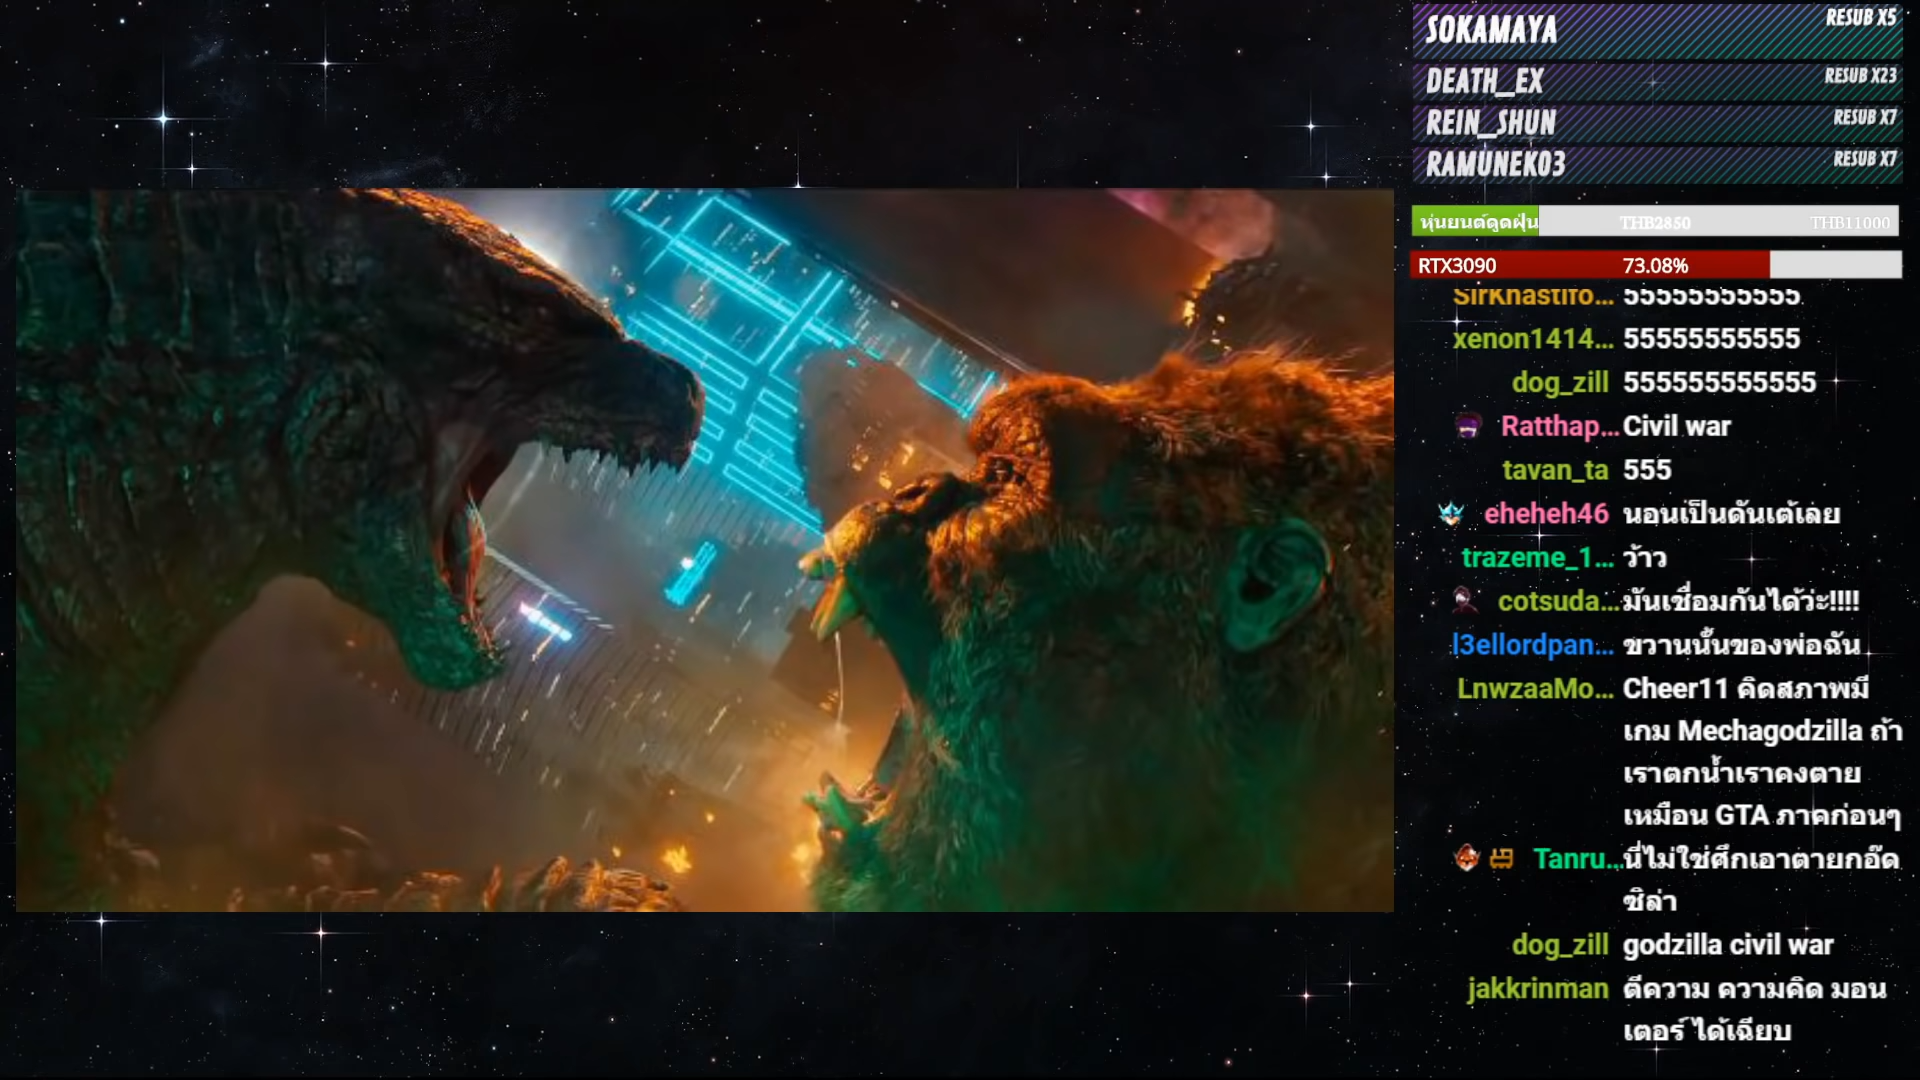 SOKAMAYA RESUB X5
DEATH_EX RESUB X23
REIN_SHUN RESUB X7
RAMUNEK03 RESUB X7
หุ่นยนต์ดูดฝุ่น THB2850 THB11000
RTX3090 73.08%
SirKhastifo... 55555555555
xenon1414... 55555555555
dog_zill 555555555555
Ratthap... Civil war
tavan_ta 555
eheheh46 นอนเป็นดันเต้เลย
trazeme_1... ว้าว
cotsuda... มันเชื่อมกันได้ว่ะ!!!!
l3ellordpan... ขวานนั้นของพ่อฉัน
LnwzaaMo... Cheer11 คิดสภาพมี
เกม Mechagodzilla ถ้า
เราตกน้ำเราคงตาย
เหมือน GTA ภาคก่อนๆ
Tanru... นี่ไม่ใช่ศึกเอาตายกอ๊ด
ซิล่า
dog_zill godzilla civil war
jakkrinman ตีความ ความคิด มอน
เตอร์ ได้เฉียบ